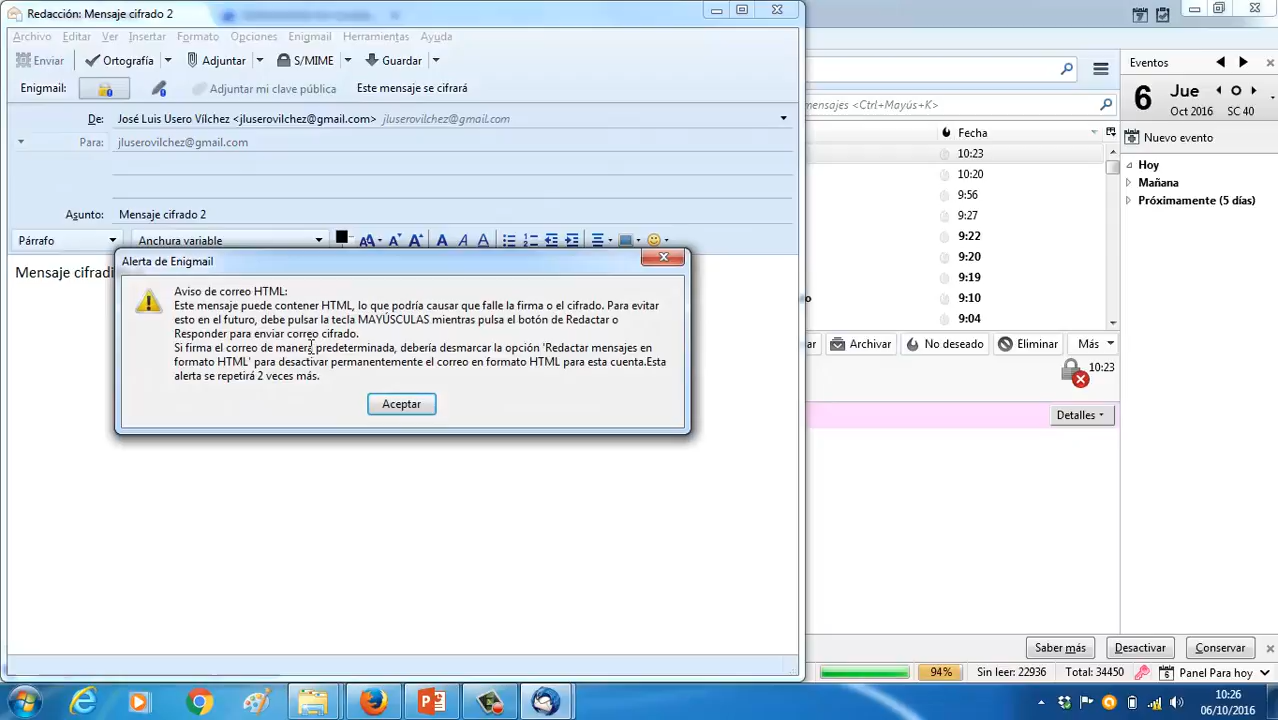 Redacción: Mensaje cifrado 2
Archivo Editar Ver Insertar Formato Opciones Enigmail Herramientas Ayuda
Enviar Ortografía Adjuntar S/MIME Guardar
Enigmail: Adjuntar mi clave pública Este mensaje se cifrará
De: José Luis Usero Vílchez <jluserovilchez@gmail.com> jluserovilchez@gmail.com
Para: jluserovilchez@gmail.com
Asunto: Mensaje cifrado 2
Párrafo Anchura variable
Alerta de Enigmail
Aviso de correo HTML:
Este mensaje puede contener HTML, lo que podría causar que falle la firma o el cifrado. Para evitar
esto en el futuro, debe pulsar la tecla MAYÚSCULAS mientras pulsa el botón de Redactar o
Responder para enviar correo cifrado.
Si firma el correo de manera predeterminada, debería desmarcar la opción 'Redactar mensajes en
formato HTML' para desactivar permanentemente el correo en formato HTML para esta cuenta.Esta
alerta se repetirá 2 veces más.
Aceptar
mensajes <Ctrl+Mayús+K>
Fecha
10:23
10:20
9:56
9:27
9:22
9:20
9:19
9:10
9:04
Archivar No deseado Eliminar Más
10:23
Detalles
Saber más Desactivar Conservar
94% Sin leer: 22936 Total: 34450 Panel Para hoy
Eventos
6 Jue
Oct 2016 SC 40
Nuevo evento
Hoy
Mañana
Próximamente (5 días)
10:26
06/10/2016